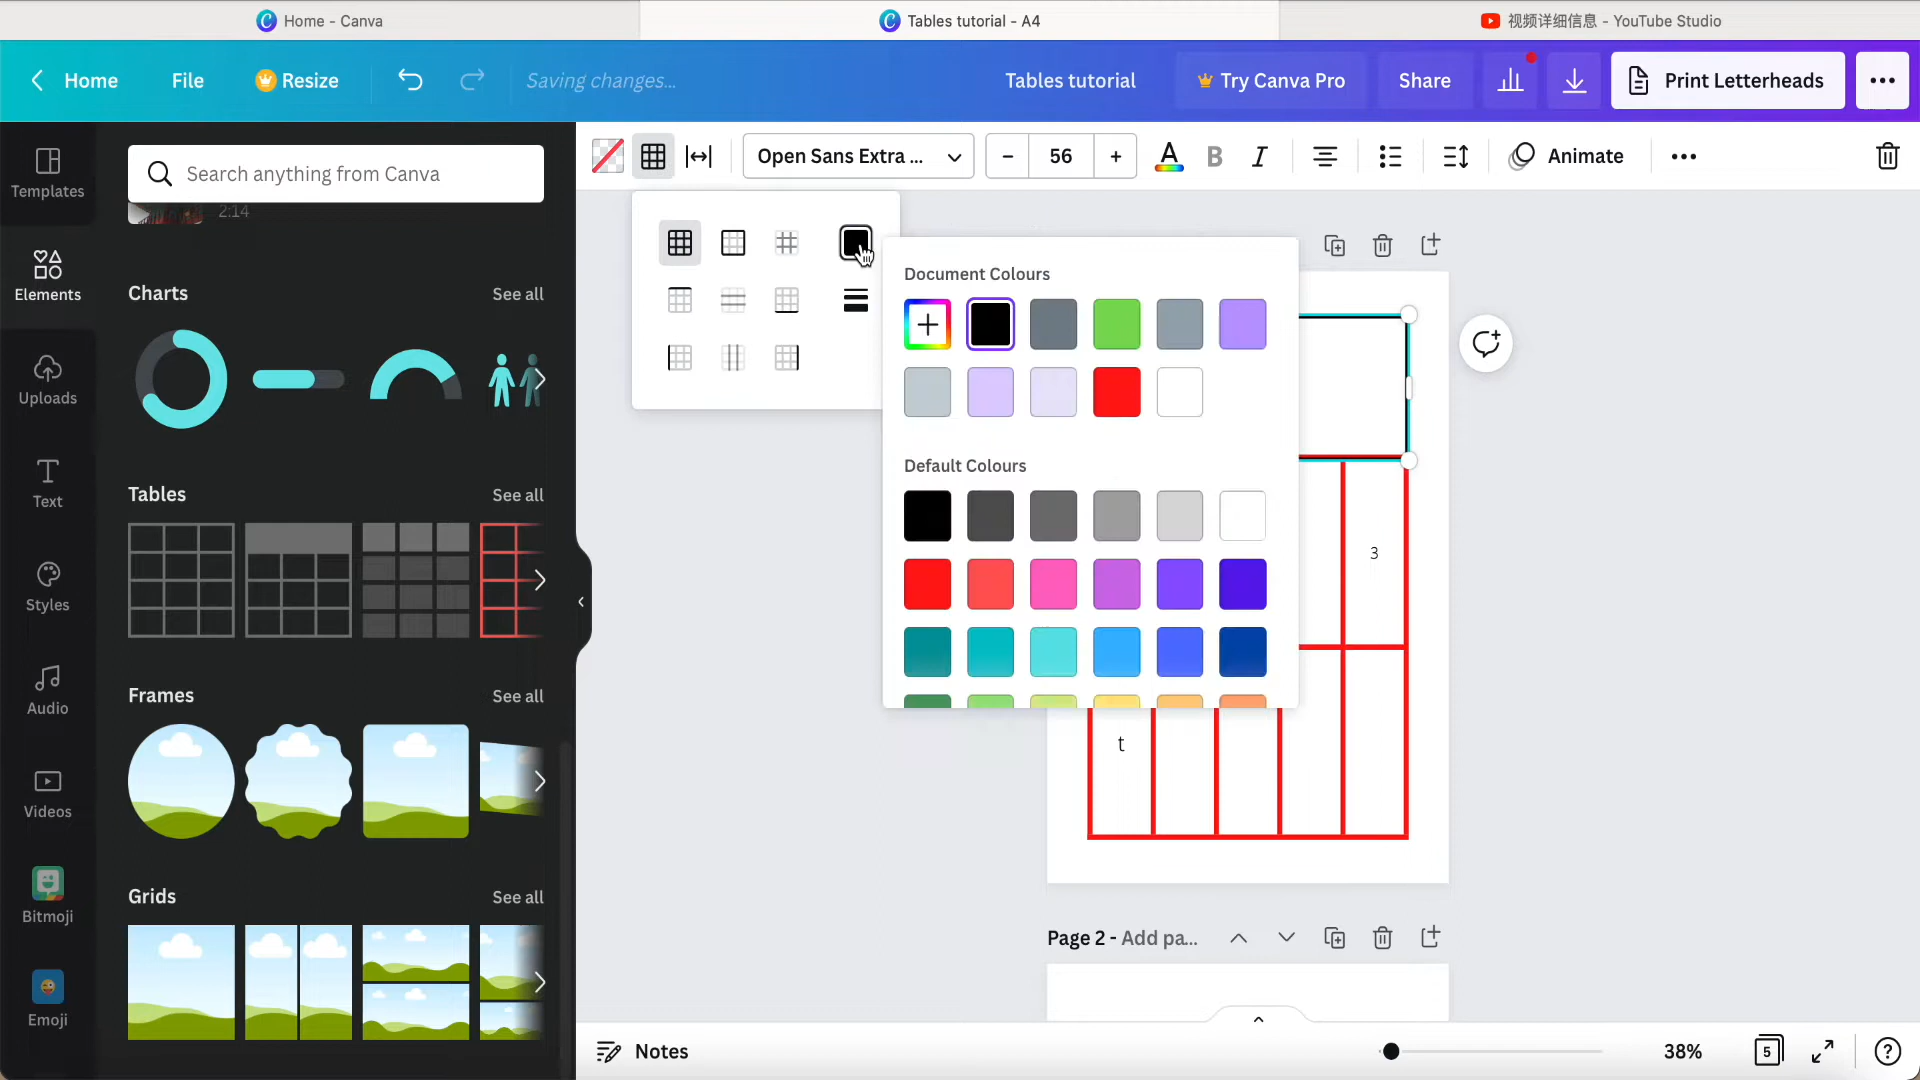 Home - Canva
Tables tutorial - A4
视频详细信息 - YouTube Studio
Home
File
Resize
Saving changes...
Tables tutorial
Try Canva Pro
Share
Print Letterheads
Templates
Elements
Uploads
Text
Styles
Audio
Videos
Bitmoji
Emoji
Search anything from Canva
2:14
Charts
See all
Tables
See all
Frames
See all
Grids
See all
Open Sans Extra ...
56
A
B
I
Animate
Document Colours
Default Colours
3
t
Page 2 - Add pa...
Notes
38%
5